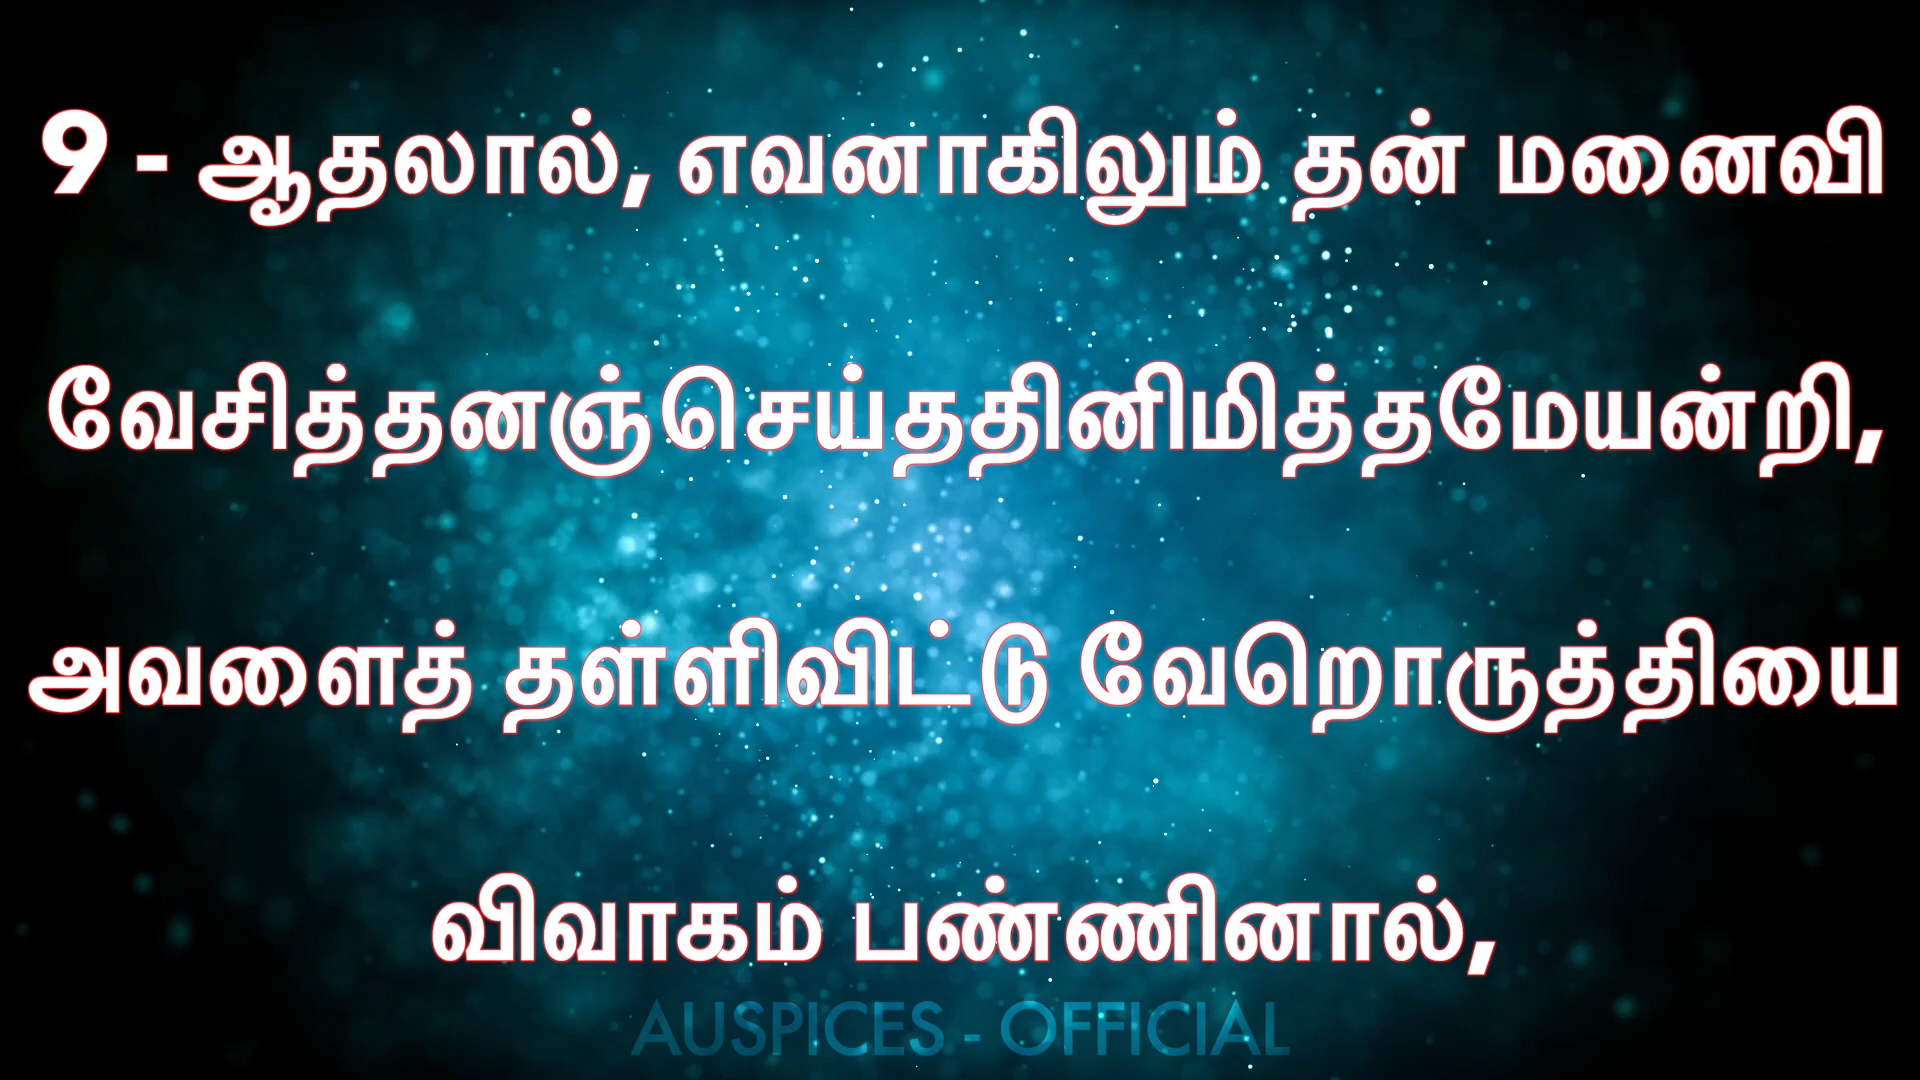 9 - ஆதலால், எவனாகிலும் தன் மனைவி
வேசித்தனஞ்செய்ததினிமித்தமேயன்றி,
அவளைத் தள்ளிவிட்டு வேறொருத்தியை
விவாகம் பண்ணினால்,
AUSPICES - OFFICIAL